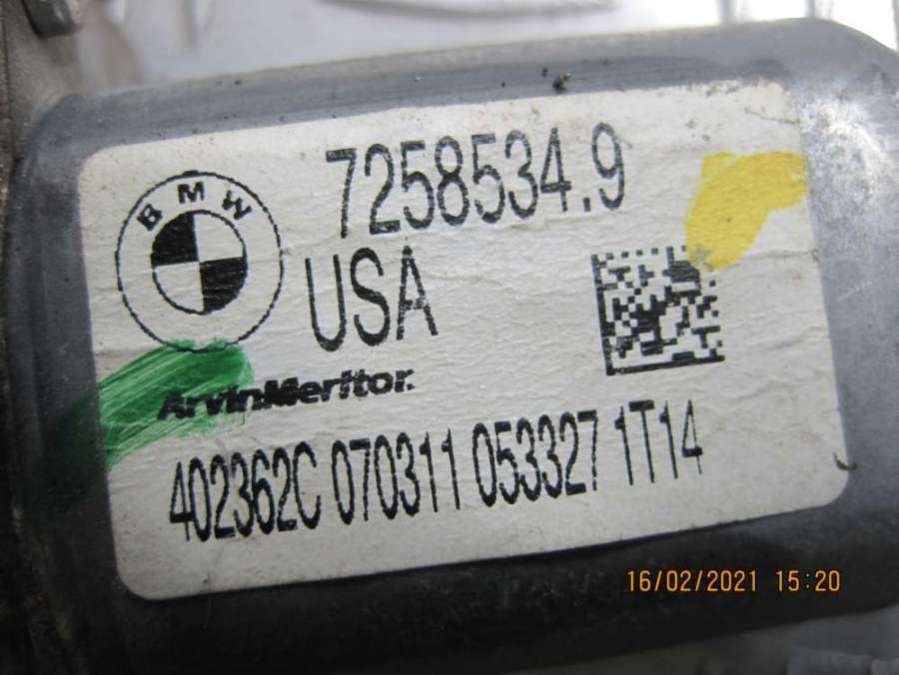 BMW
7258534.9
USA
ArvinMeritor.
402362C 070311 053327 1T14
16/02/2021 15:20